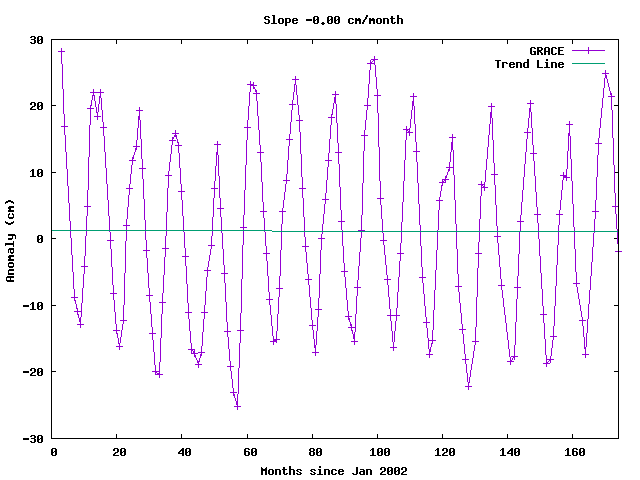 Slope -0.00 cm/month
GRACE
Trend Line
30
20
10
0
-10
-20
-30
Anomaly (cm)
0 20 40 60 80 100 120 140 160
Months since Jan 2002